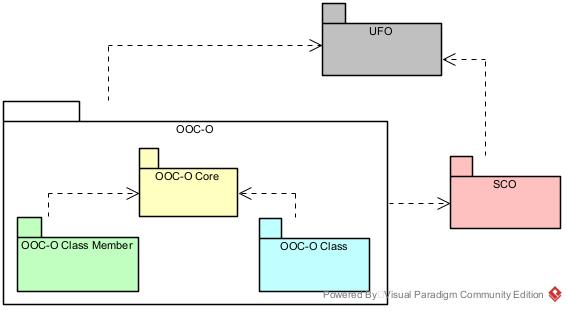 UFO
OOC-O
OOC-O Core
SCO
OOC-O Class Member
OOC-O Class
Powered By Visual Paradigm Community Edition